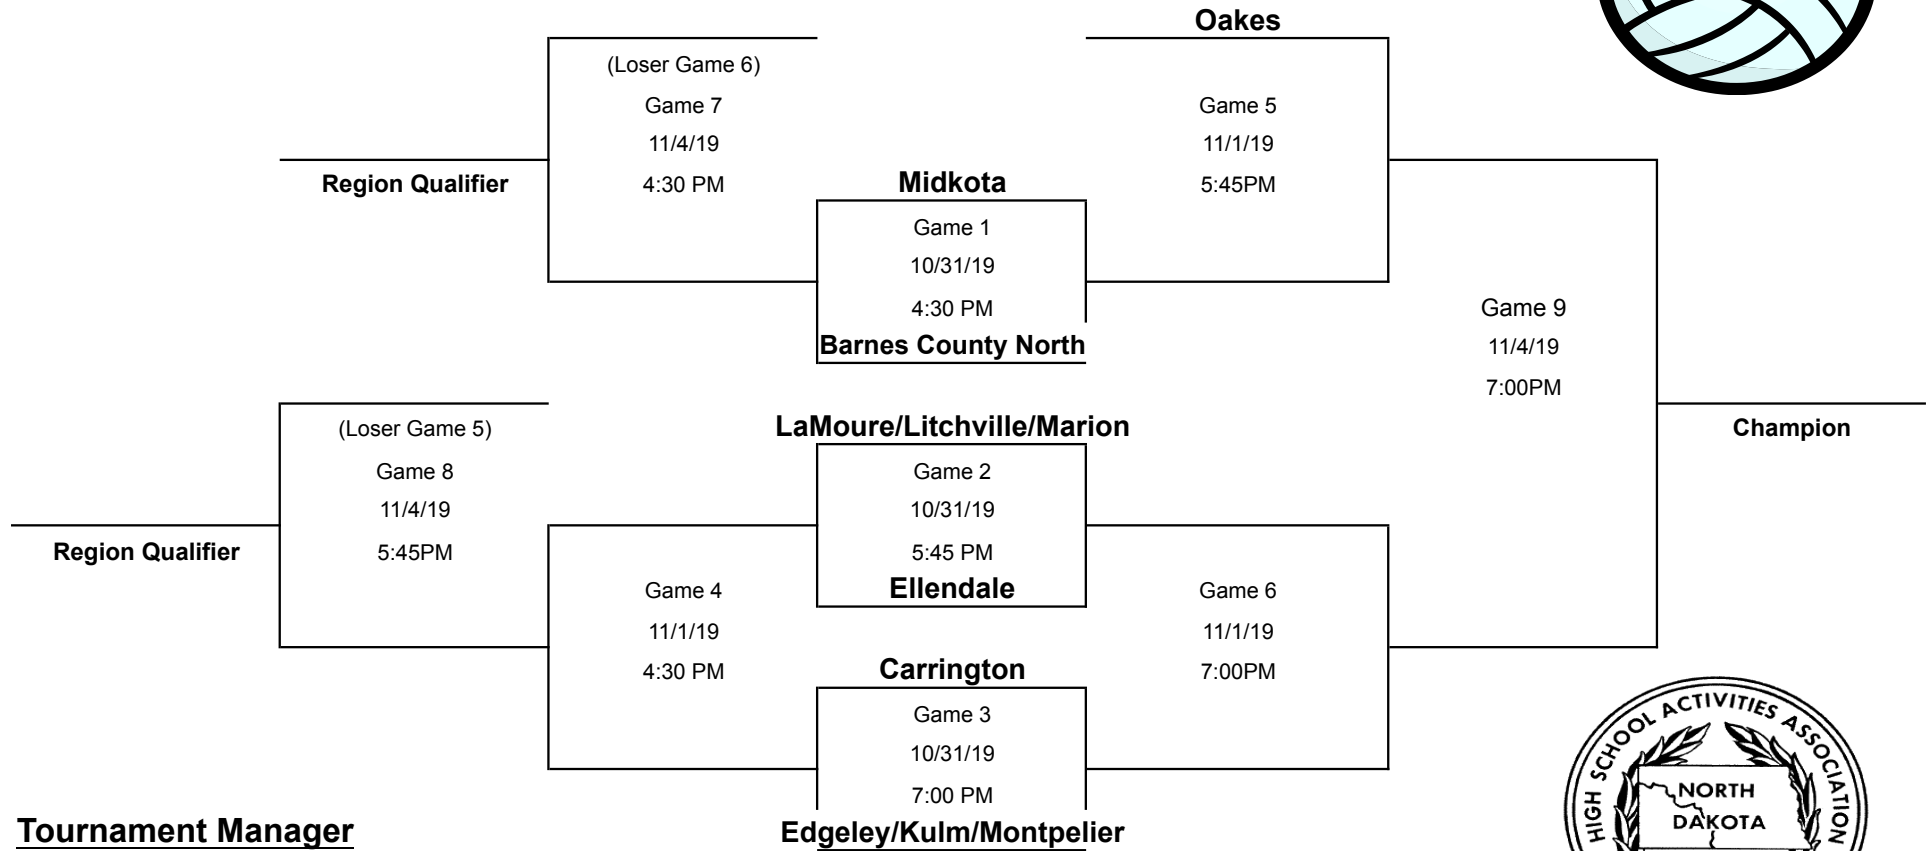 Oakes
(Loser Game 6)
Game 7
11/4/19
4:30 PM
Region Qualifier
Game 5
11/1/19
5:45PM
Midkota
Game 1
10/31/19
4:30 PM
Barnes County North
Game 9
11/4/19
7:00PM
Champion
(Loser Game 5)
Game 8
11/4/19
5:45PM
Region Qualifier
LaMoure/Litchville/Marion
Game 2
10/31/19
5:45 PM
Ellendale
Game 4
11/1/19
4:30 PM
Game 6
11/1/19
7:00PM
Carrington
Game 3
10/31/19
7:00 PM
Edgeley/Kulm/Montpelier
Tournament Manager
HIGH SCHOOL ACTIVITIES ASSOCIATION
NORTH
DAKOTA